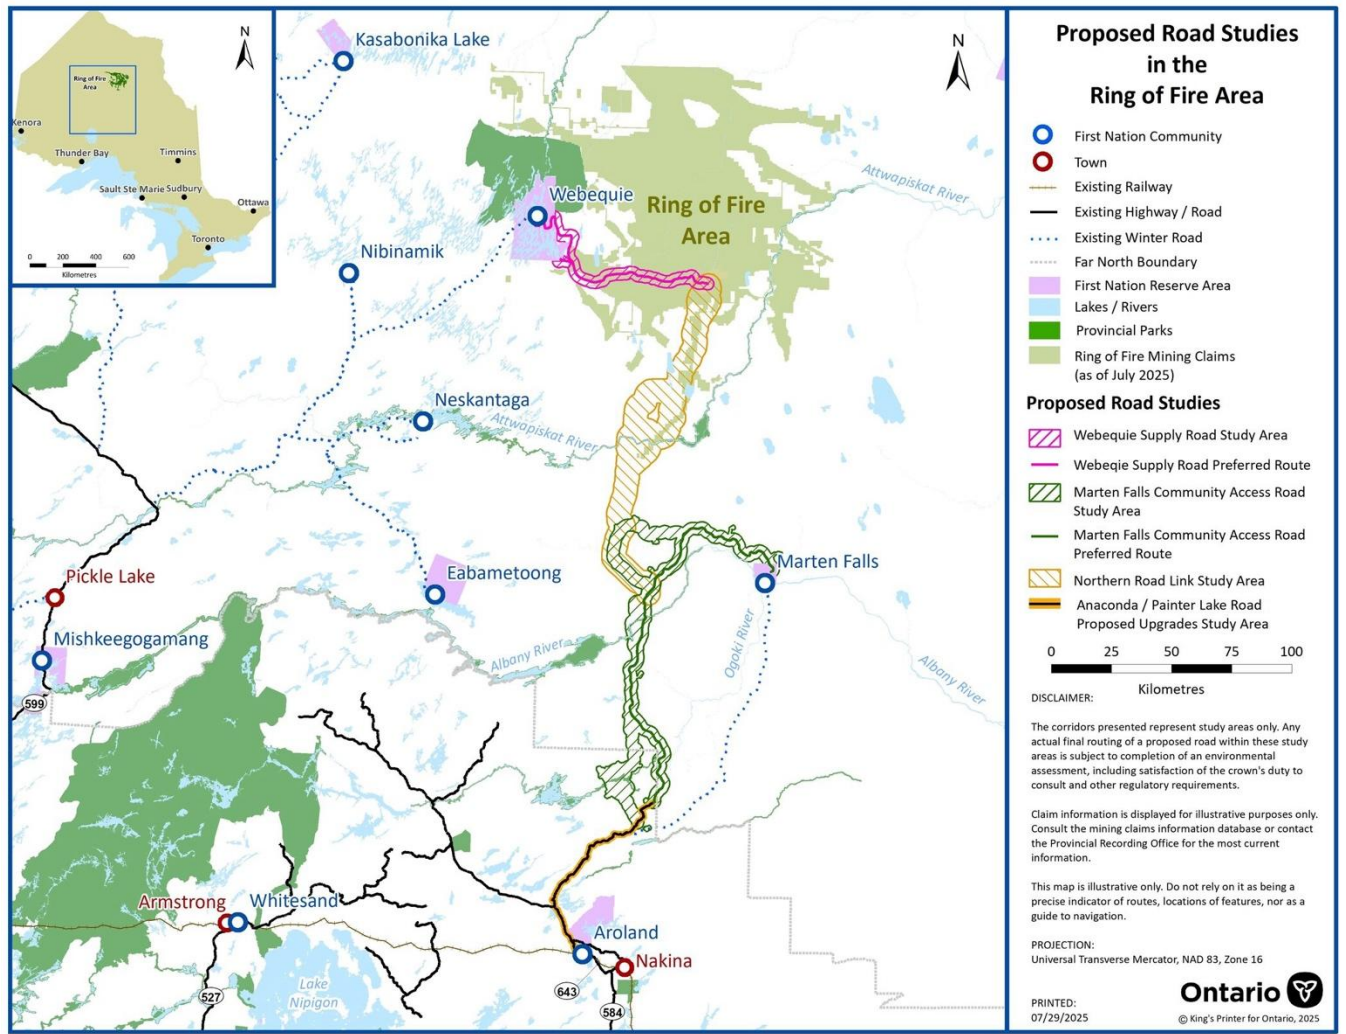 N
Ring of Fire
Area
Kenora
Thunder Bay
Timmins
Sault Ste Marie
Sudbury
Ottawa
Toronto
0 200 400 600
Kilometres
Kasabonika Lake
N
Webequie
Ring of Fire
Area
Attwapiskat River
Nibinamik
Neskantaga
Attwapiskat River
Pickle Lake
Eabametoong
Marten Falls
Mishkeegogamang
Albany River
Ogoki River
Albany River
599
Armstrong
Whitesand
Aroland
Nakina
Lake
Nipigon
527
643
584
Proposed Road Studies
in the
Ring of Fire Area
First Nation Community
Town
Existing Railway
Existing Highway / Road
Existing Winter Road
Far North Boundary
First Nation Reserve Area
Lakes / Rivers
Provincial Parks
Ring of Fire Mining Claims
(as of July 2025)
Proposed Road Studies
Webequie Supply Road Study Area
Webeqie Supply Road Preferred Route
Marten Falls Community Access Road
Study Area
Marten Falls Community Access Road
Preferred Route
Northern Road Link Study Area
Anaconda / Painter Lake Road
Proposed Upgrades Study Area
0 25 50 75 100
Kilometres
DISCLAIMER:
The corridors presented represent study areas only. Any
actual final routing of a proposed road within these study
areas is subject to completion of an environmental
assessment, including satisfaction of the crown's duty to
consult and other regulatory requirements.
Claim information is displayed for illustrative purposes only.
Consult the mining claims information database or contact
the Provincial Recording Office for the most current
information.
This map is illustrative only. Do not rely on it as being a
precise indicator of routes, locations of features, nor as a
guide to navigation.
PROJECTION:
Universal Transverse Mercator, NAD 83, Zone 16
PRINTED:
07/29/2025
Ontario
© King's Printer for Ontario, 2025